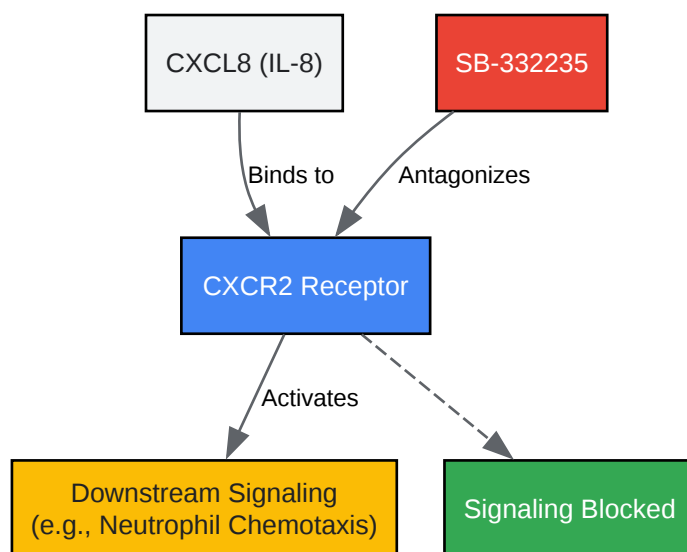 CXCL8 (IL-8)
SB-332235
Binds to
Antagonizes
CXCR2 Receptor
Activates
Downstream Signaling
(e.g., Neutrophil Chemotaxis)
Signaling Blocked